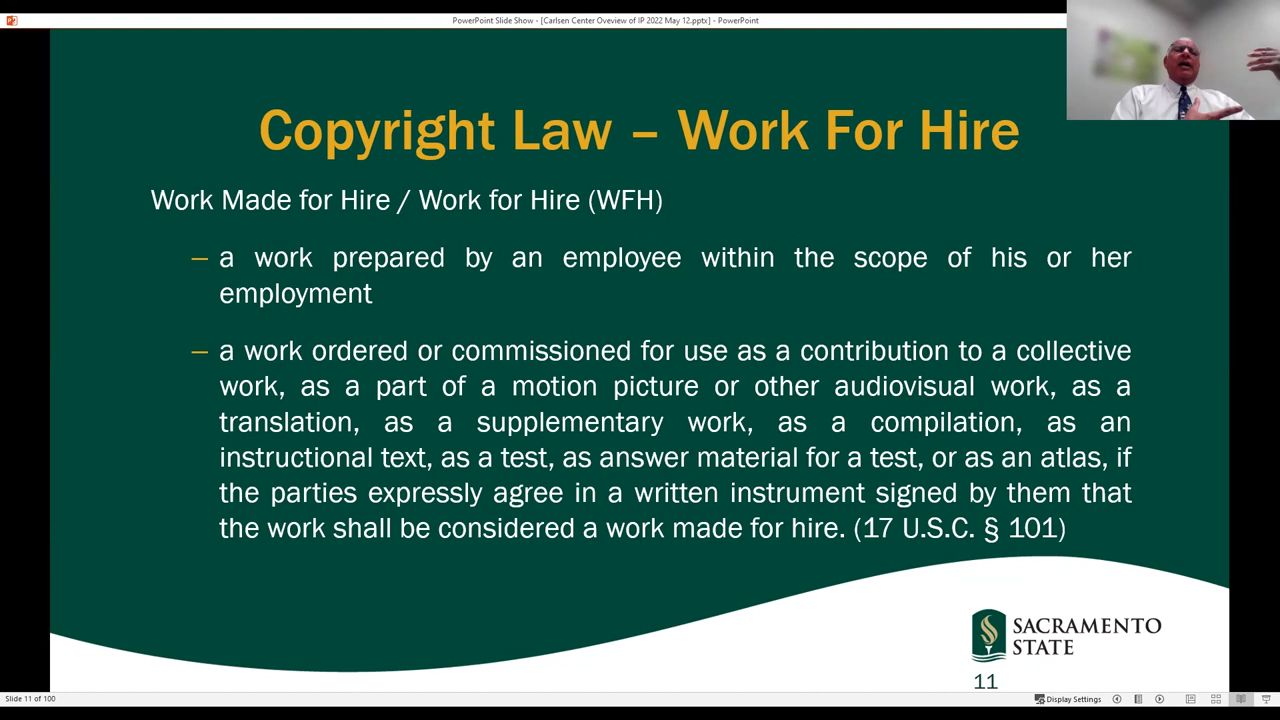 PowerPoint Slide Show - [Carlsen Center Oveview of IP 2022 May 12.pptx] - PowerPoint
Copyright Law – Work For Hire
Work Made for Hire / Work for Hire (WFH)
– a work prepared by an employee within the scope of his or her
employment
– a work ordered or commissioned for use as a contribution to a collective
work, as a part of a motion picture or other audiovisual work, as a
translation, as a supplementary work, as a compilation, as an
instructional text, as a test, as answer material for a test, or as an atlas, if
the parties expressly agree in a written instrument signed by them that
the work shall be considered a work made for hire. (17 U.S.C. § 101)
SACRAMENTO
STATE
11
Slide 11 of 100
Display Settings